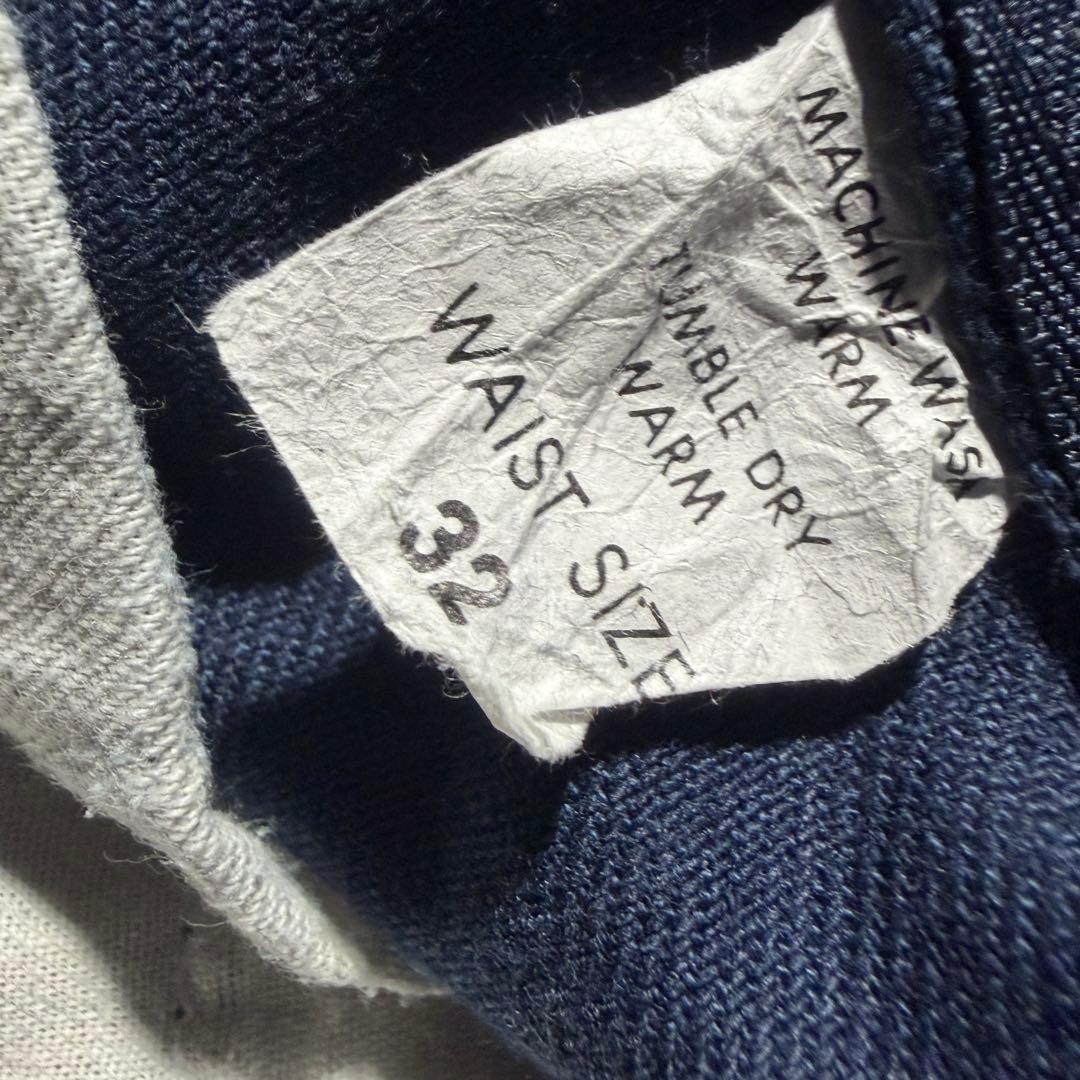 MACHINE WASH
WARM
TUMBLE DRY
WARM
WAIST SIZE
32